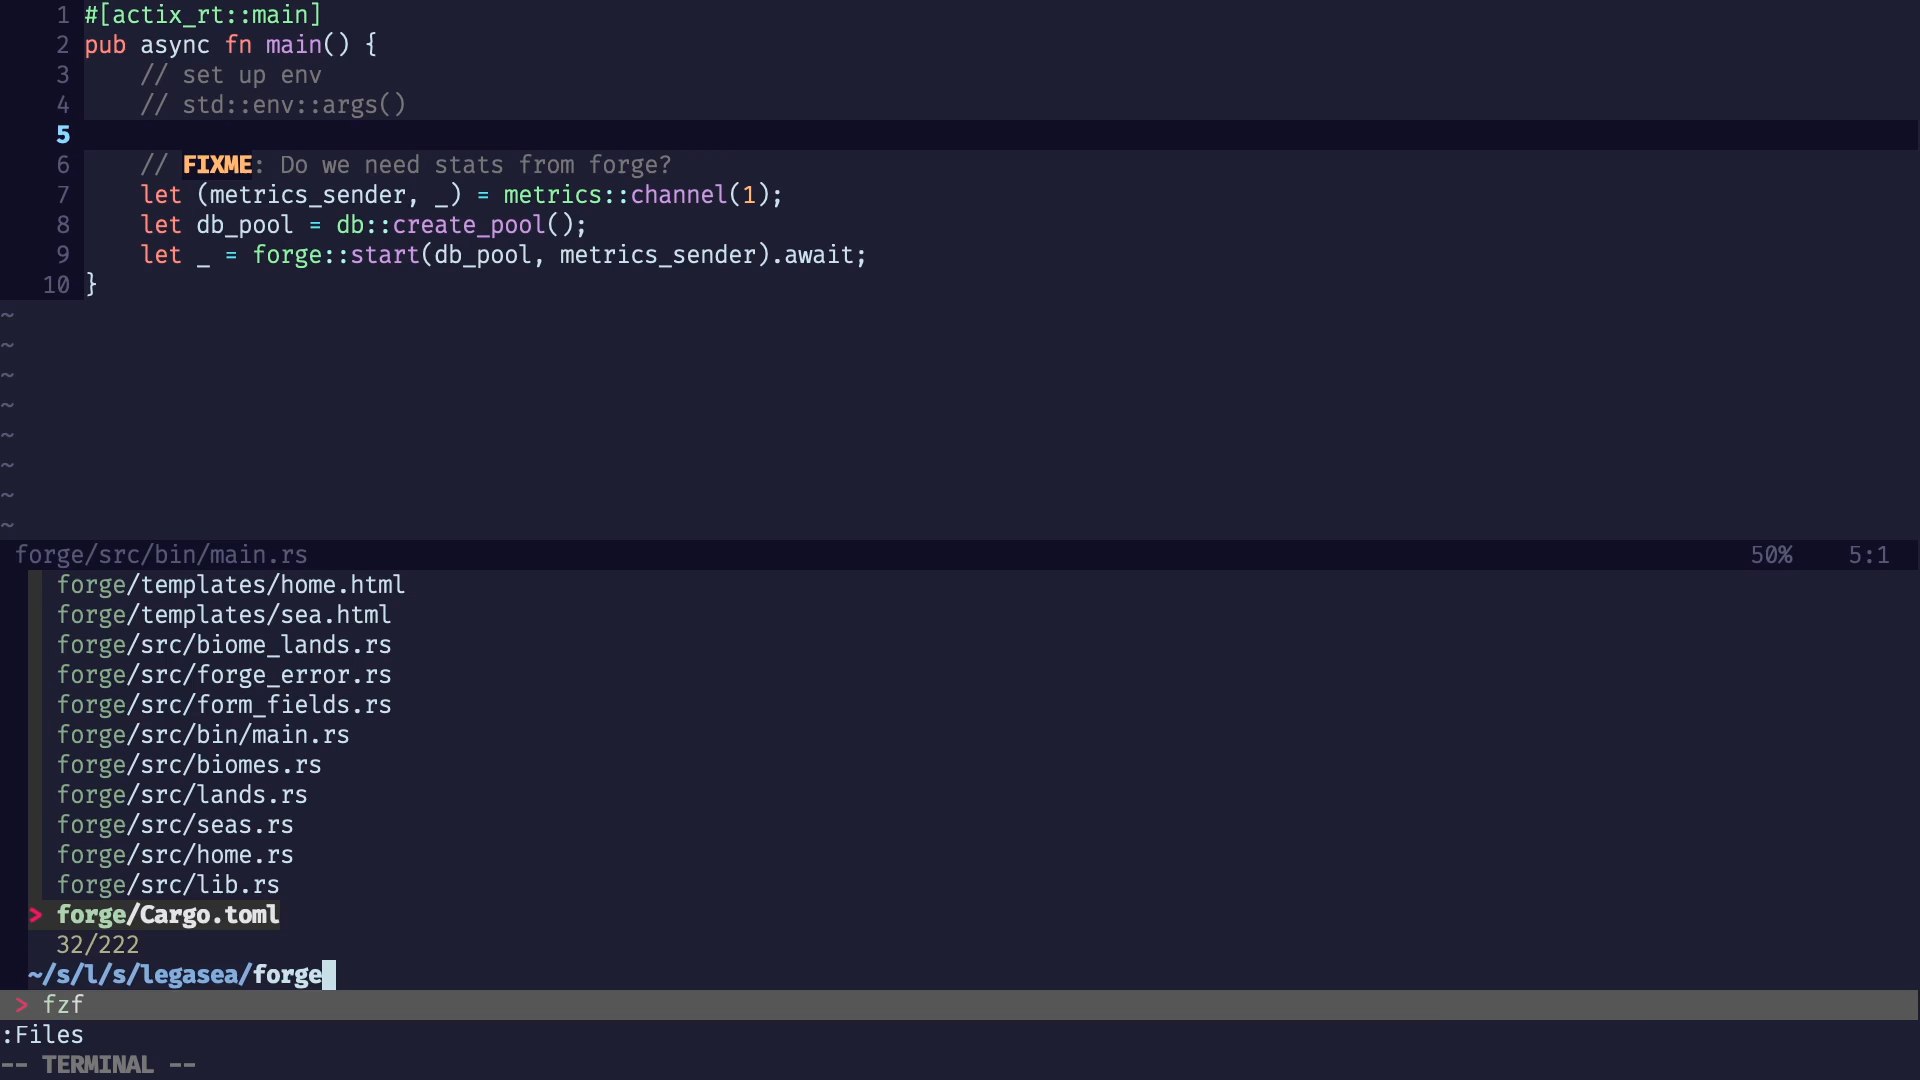 1 #[actix_rt::main]
2 pub async fn main() {
3     // set up env
4     // std::env::args()
5
6     // FIXME: Do we need stats from forge?
7     let (metrics_sender, _) = metrics::channel(1);
8     let db_pool = db::create_pool();
9     let _ = forge::start(db_pool, metrics_sender).await;
10 }
~
~
~
~
~
~
~
~
forge/src/bin/main.rs 50% 5:1
forge/templates/home.html
forge/templates/sea.html
forge/src/biome_lands.rs
forge/src/forge_error.rs
forge/src/form_fields.rs
forge/src/bin/main.rs
forge/src/biomes.rs
forge/src/lands.rs
forge/src/seas.rs
forge/src/home.rs
forge/src/lib.rs
> forge/Cargo.toml
32/222
~/s/l/s/legasea/forge
> fzf
:Files
-- TERMINAL --